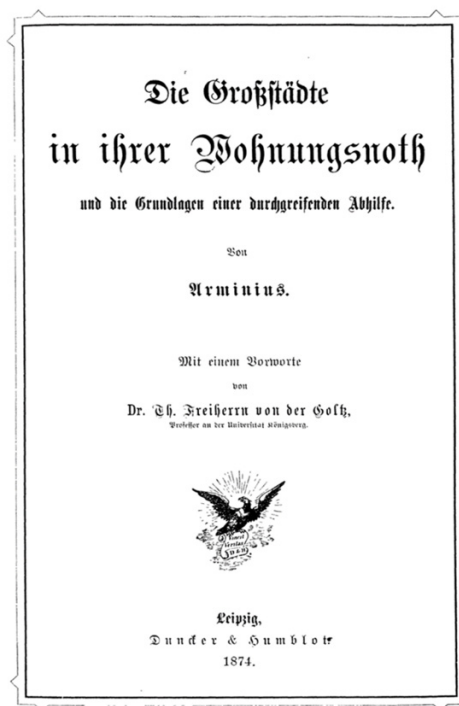 Die Großstädte
in ihrer Wohnungsnoth
und die Grundlagen einer durchgreifenden Abhilfe.
Von
Arminius.
Mit einem Vorworte
von
Dr. Th. Freiherrn von der Goltz,
Professor an der Universität Königsberg.
Leipzig,
Duncker & Humblot
1874.